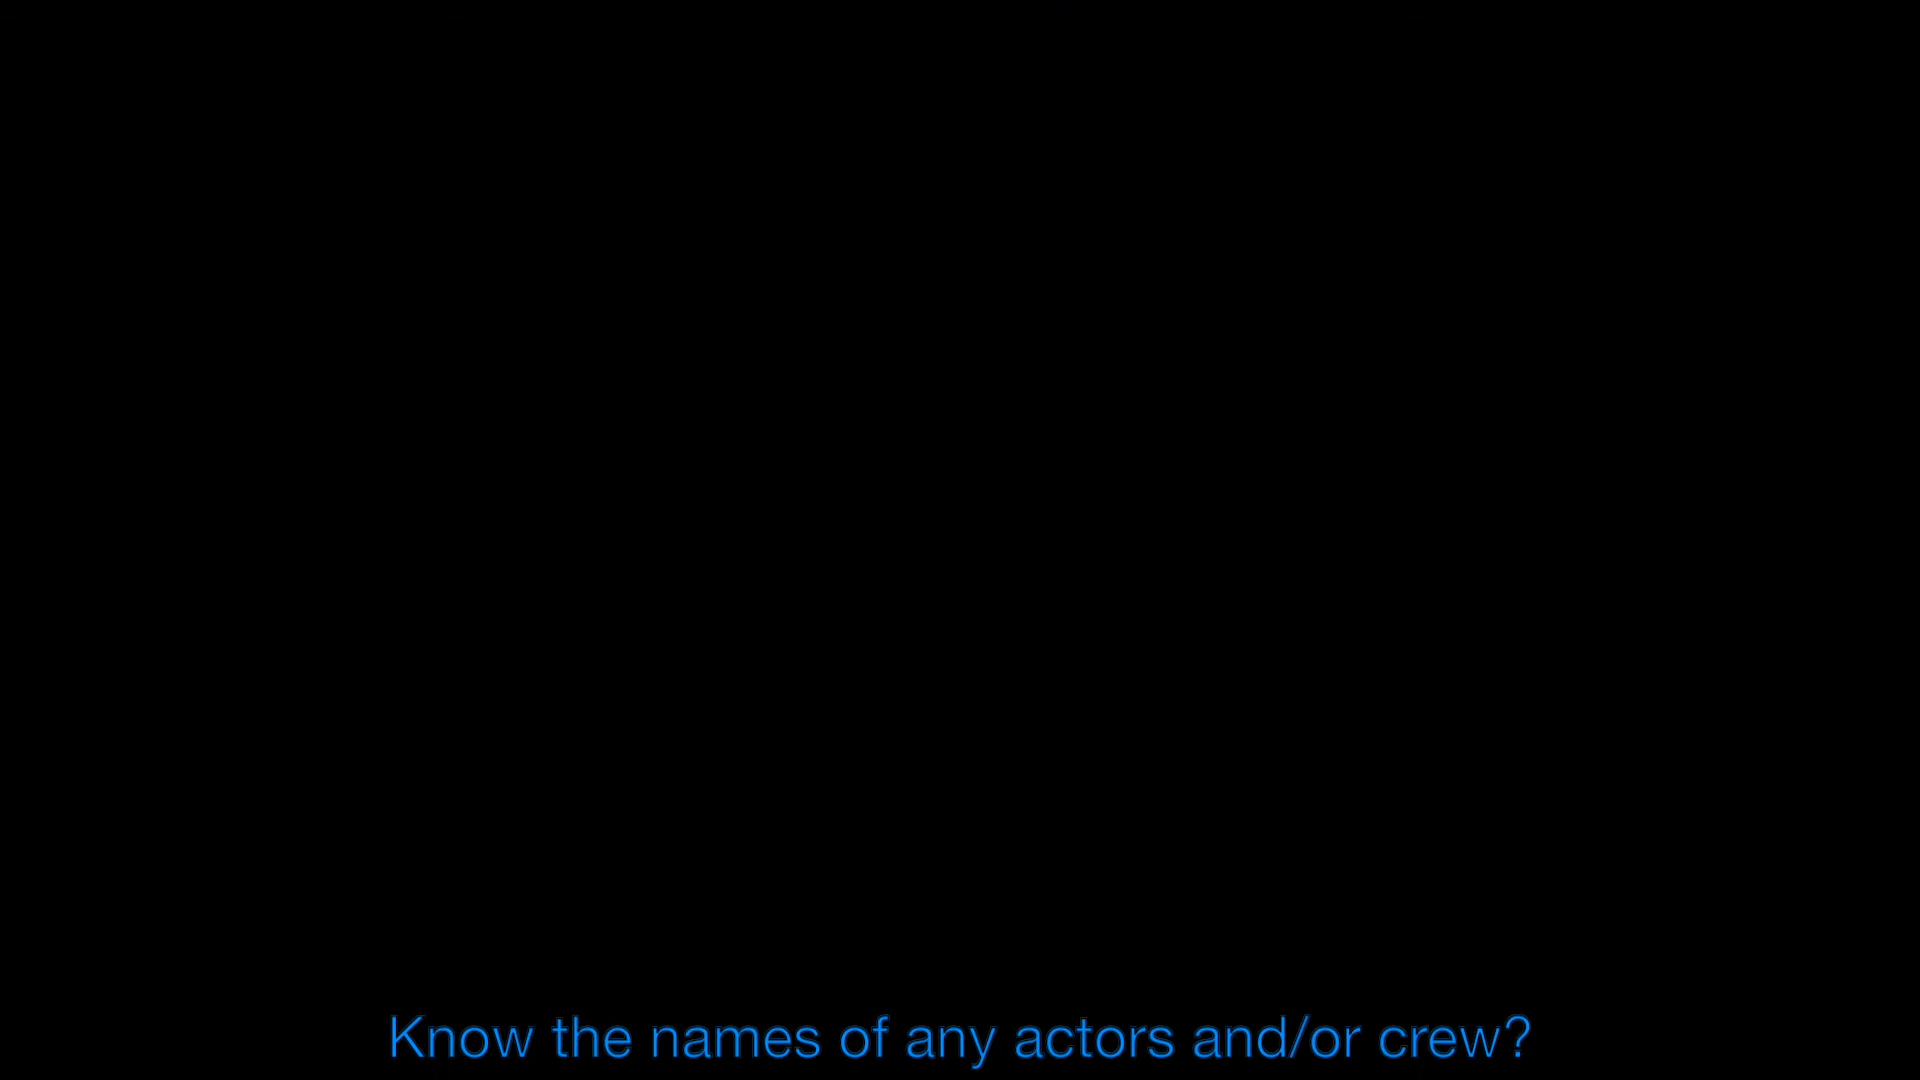 Know the names of any actors and/or crew?